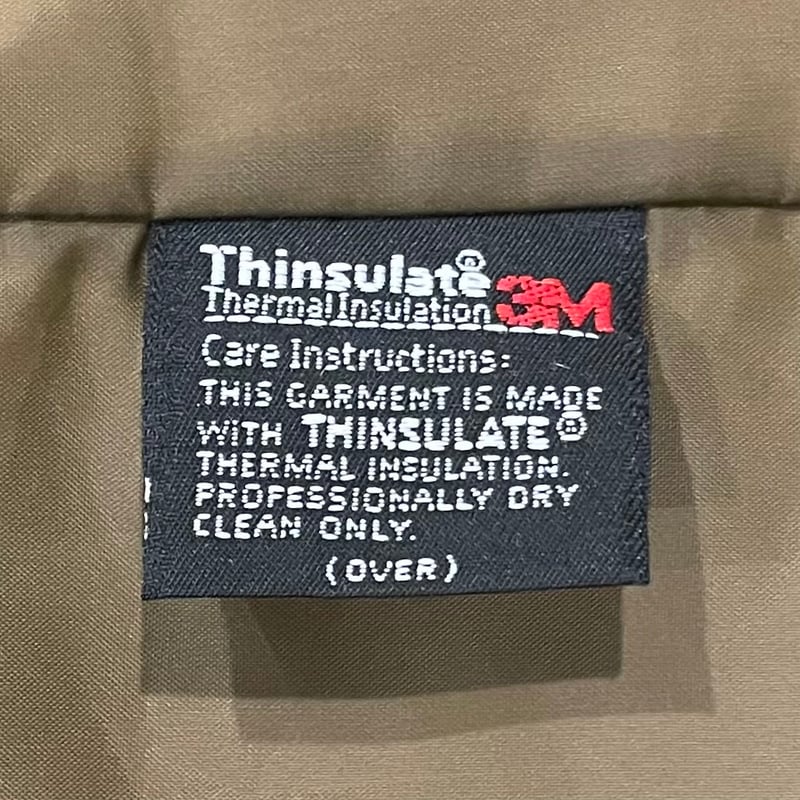 Thinsulate®
Thermal Insulation 3M
Care Instructions:
THIS GARMENT IS MADE
WITH THINSULATE®
THERMAL INSULATION.
PROFESSIONALLY DRY
CLEAN ONLY.
(OVER)